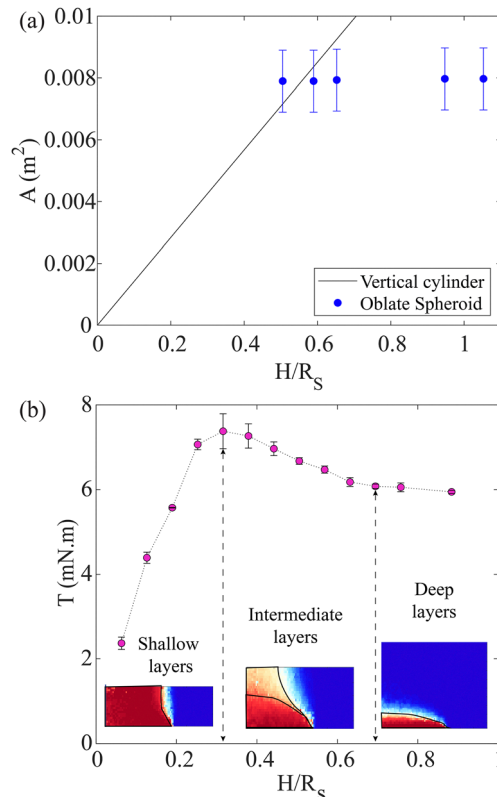 (a)
0.01
0.008
0.006
0.004
0.002
0
A (m²)
0
0.2
0.4
0.6
0.8
1
H/R_S
Vertical cylinder
Oblate Spheroid
(b)
8
6
4
2
0
T (mN.m)
Shallow
layers
Intermediate
layers
Deep
layers
0
0.2
0.4
0.6
0.8
1
H/R_S